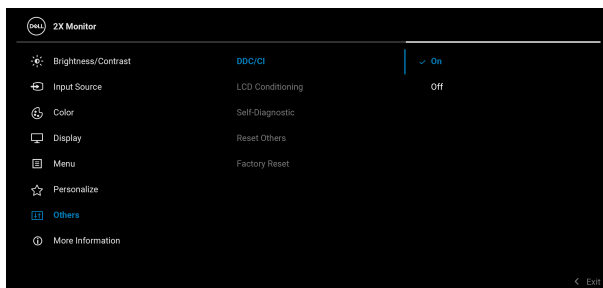 DELL 2X Monitor
Brightness/Contrast DDC/CI ✓ On
Input Source LCD Conditioning Off
Color Self-Diagnostic
Display Reset Others
Menu Factory Reset
Personalize
Others
More Information
< Exit